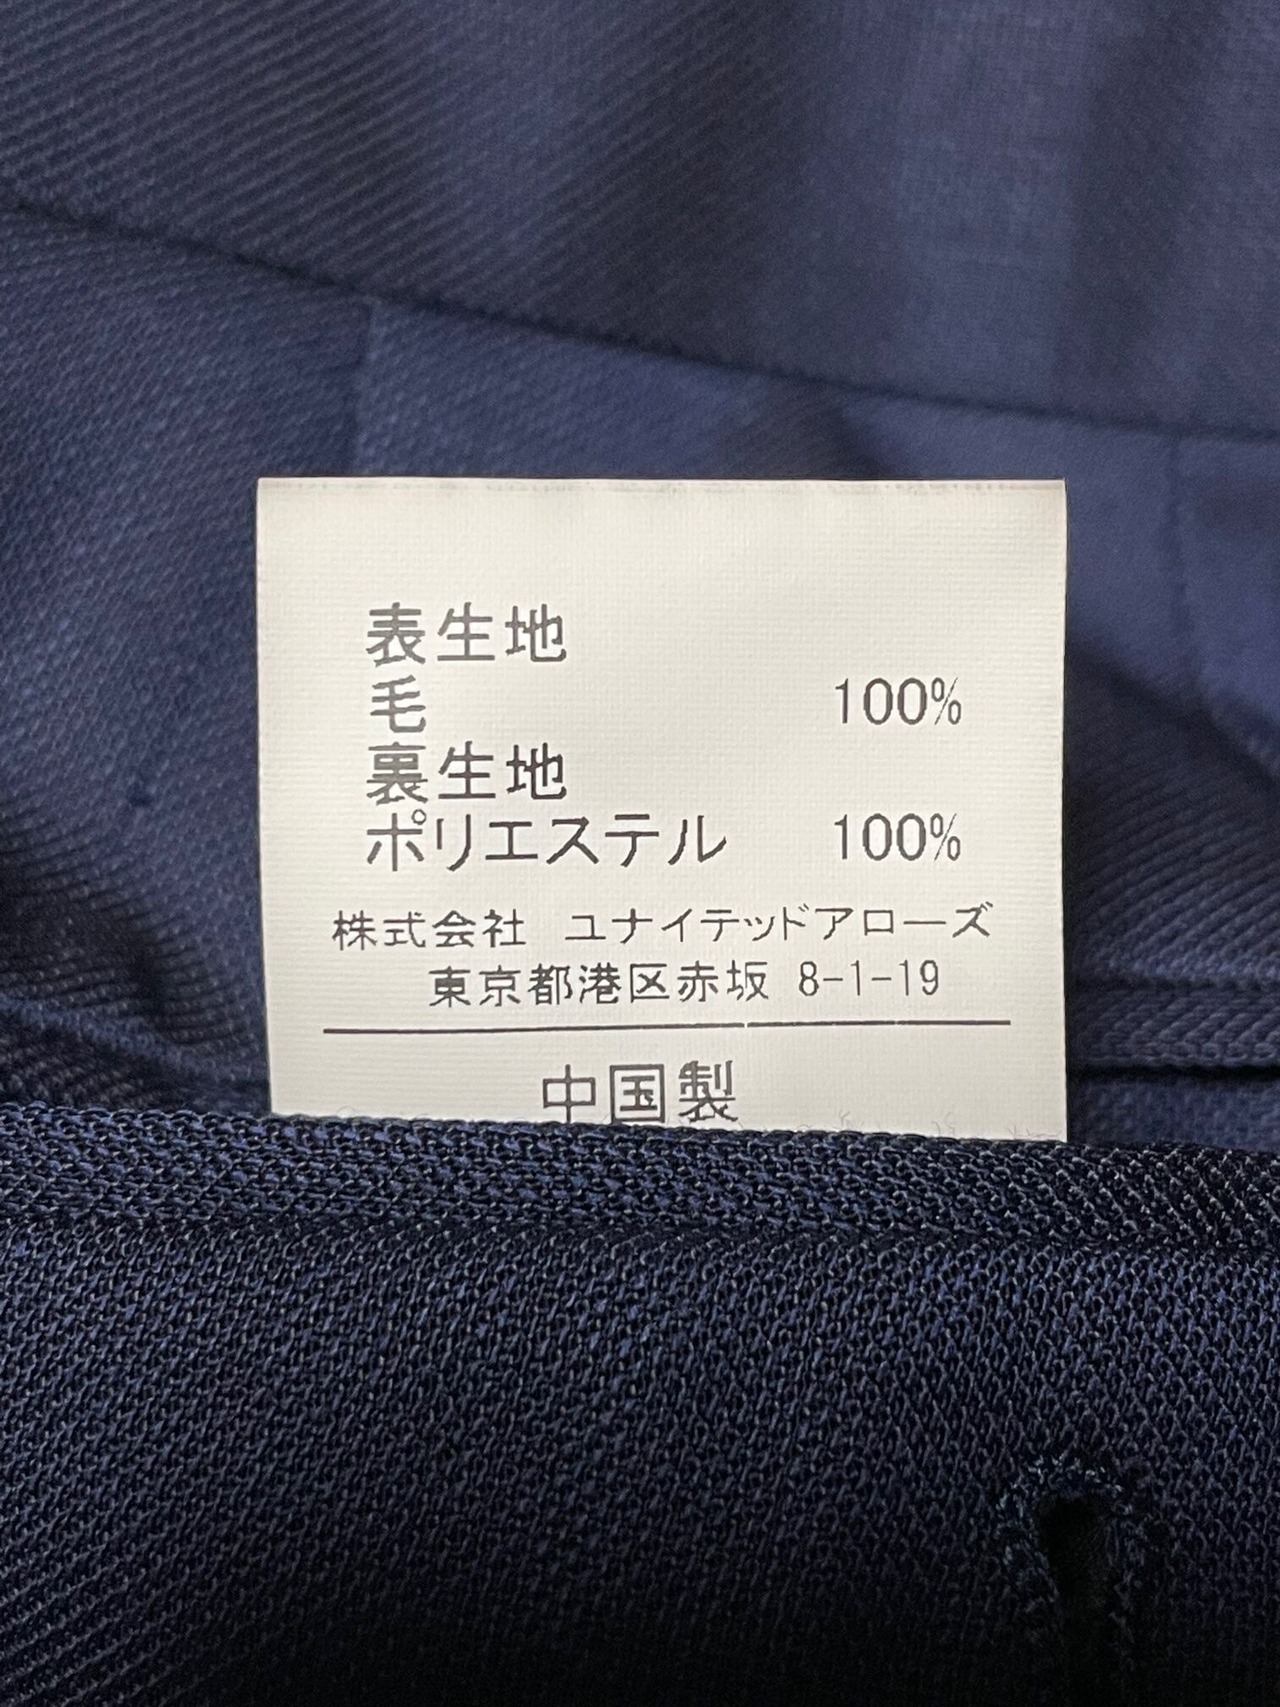 表生地
毛 100%
裏生地
ポリエステル 100%
株式会社 ユナイテッドアローズ
東京都港区赤坂 8-1-19
中国製